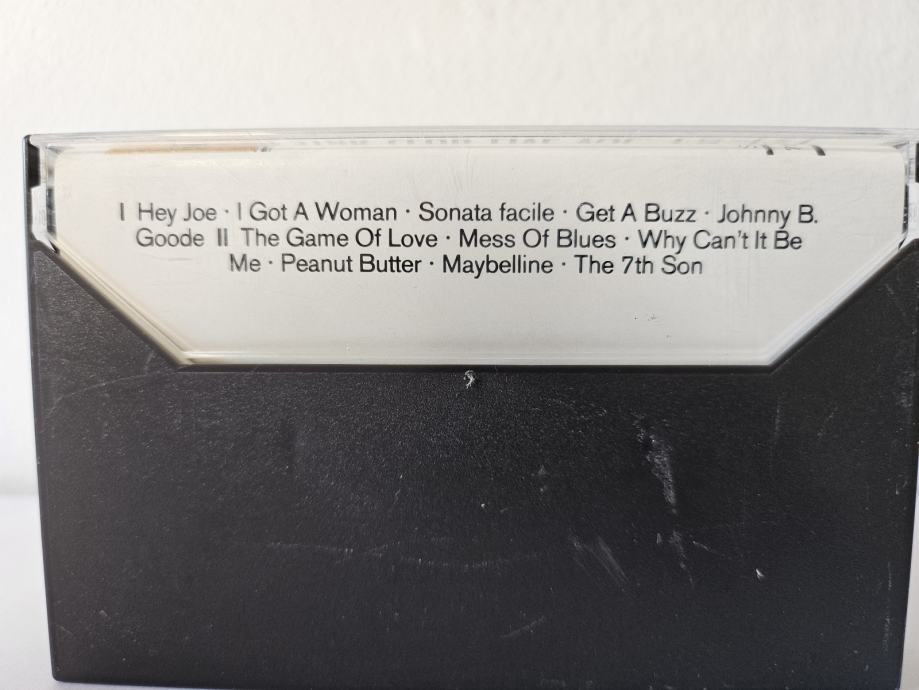 I Hey Joe · I Got A Woman · Sonata facile · Get A Buzz · Johnny B.
Goode II The Game Of Love · Mess Of Blues · Why Can't It Be
Me · Peanut Butter · Maybelline · The 7th Son